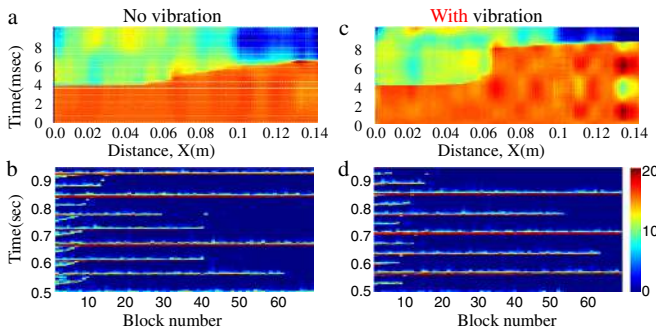 a
No vibration
c
With vibration
Time(msec)
8
6
4
2
0
0.0 0.02 0.04 0.06 0.08 0.1 0.12 0.14
Distance, X(m)
8
6
4
2
0
0.0 0.02 0.04 0.06 0.08 0.1 0.12 0.14
Distance, X(m)
b
Time(sec)
0.9
0.8
0.7
0.6
0.5
10 20 30 40 50 60
Block number
d
0.9
0.8
0.7
0.6
0.5
10 20 30 40 50 60
Block number
20
10
0